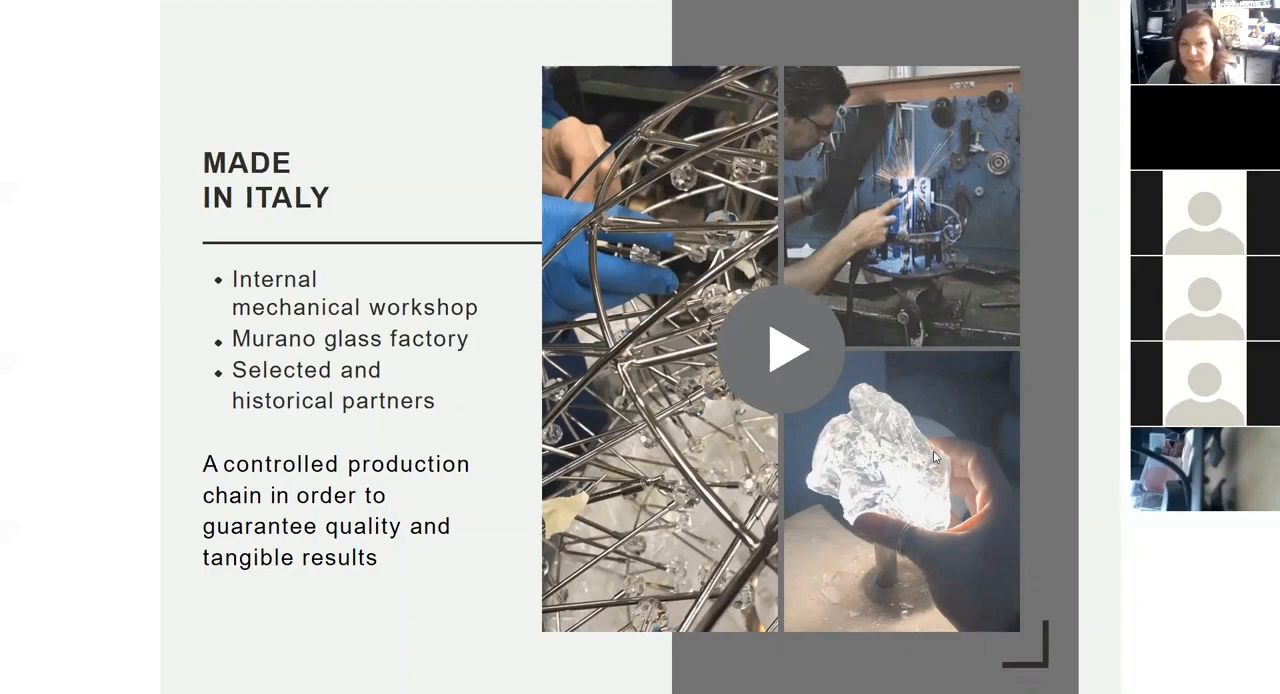 MADE
IN ITALY
Internal
mechanical workshop
Murano glass factory
Selected and
historical partners
A controlled production
chain in order to
guarantee quality and
tangible results